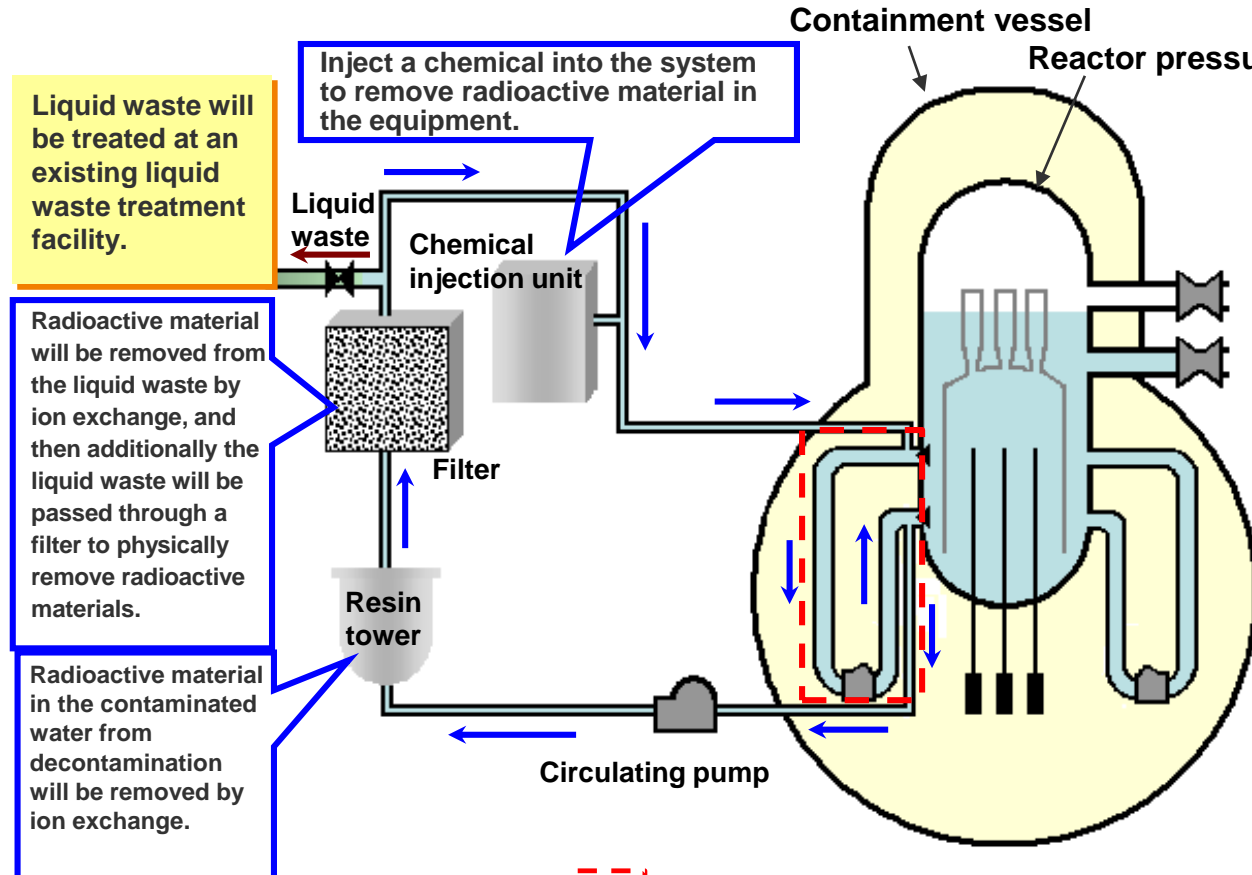 Containment vessel
Reactor pressu
Inject a chemical into the system
to remove radioactive material in
the equipment.
Liquid waste will
be treated at an
existing liquid
waste treatment
facility.
Liquid
waste
Chemical
injection unit
Radioactive material
will be removed from
the liquid waste by
ion exchange, and
then additionally the
liquid waste will be
passed through a
filter to physically
remove radioactive
materials.
Filter
Resin
tower
Radioactive material
in the contaminated
water from
decontamination
will be removed by
ion exchange.
Circulating pump